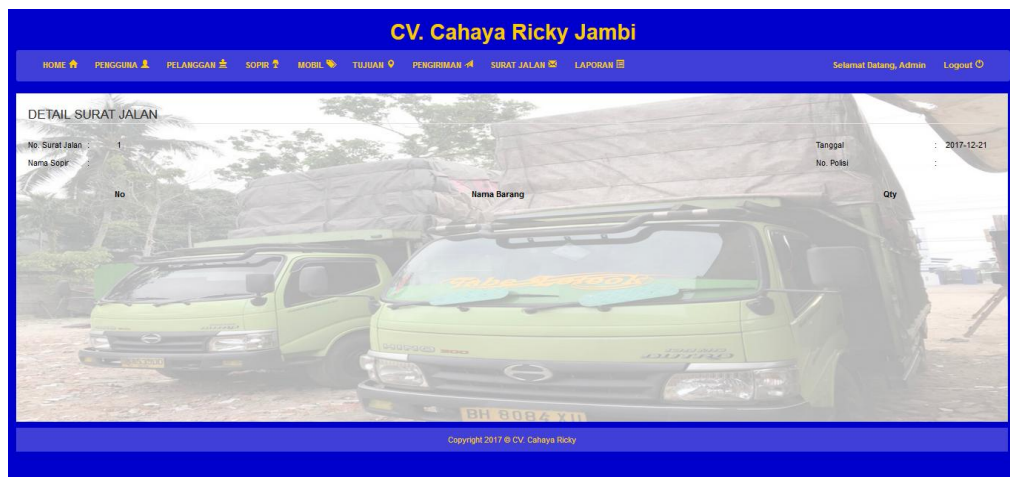 CV. Cahaya Ricky Jambi
HOME PENGGUNA PELANGGAN SOPIR MOBIL TUJUAN PENGIRIMAN SURAT JALAN LAPORAN Selamat Datang, Admin Logout
DETAIL SURAT JALAN
No. Surat Jalan : 1 Tanggal : 2017-12-21
Nama Sopir : No. Polisi :
No Nama Barang Qty
BH 8084 XU
Copyright 2017 © CV. Cahaya Ricky